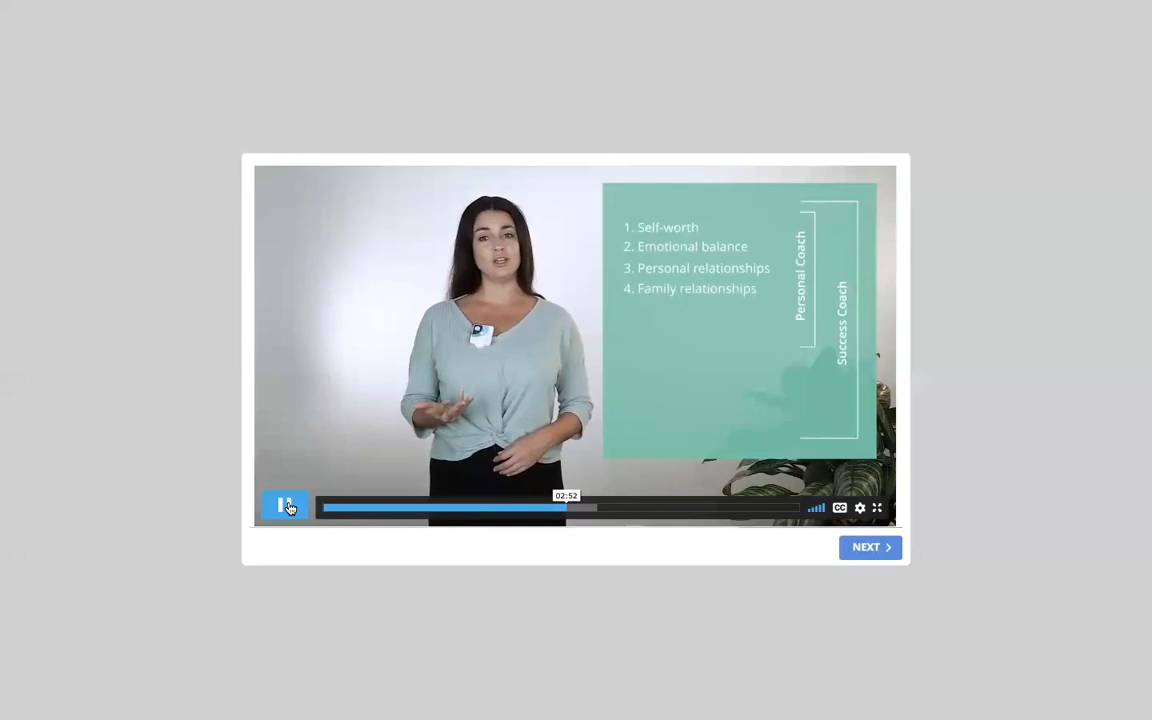 1. Self-worth
2. Emotional balance
3. Personal relationships
4. Family relationships
Personal Coach
Success Coach
02:52
CC
NEXT